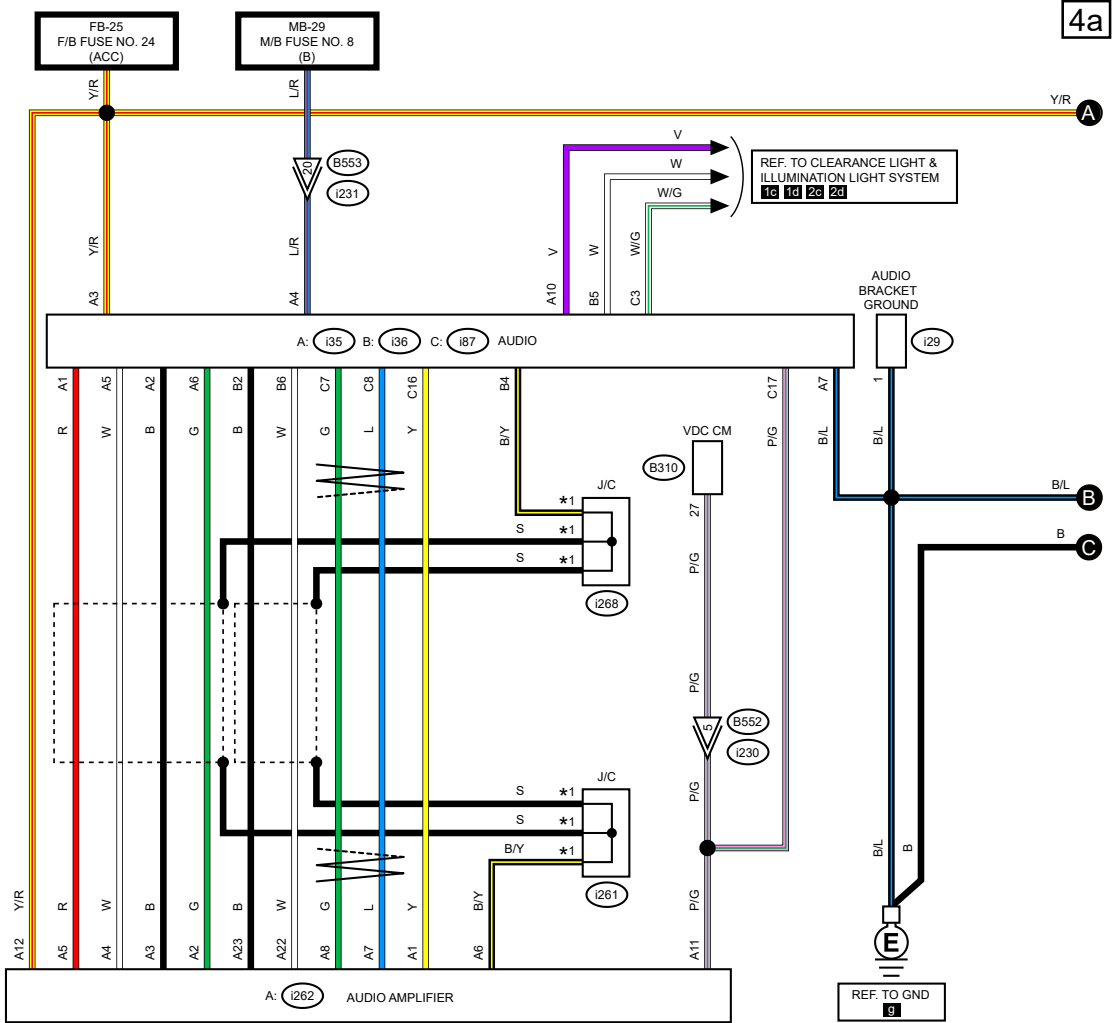 4a
FB-25
F/B FUSE NO. 24
(ACC)
MB-29
M/B FUSE NO. 8
(B)
Y/R
L/R
Y/R
A
20
B553
i231
V
W
W/G
REF. TO CLEARANCE LIGHT &
ILLUMINATION LIGHT SYSTEM
1c 1d 2c 2d
Y/R
L/R
V
W
W/G
A3
A4
A10
B5
C3
AUDIO
BRACKET
GROUND
A: i35 B: i36 C: i87 AUDIO
i29
A1
A5
A2
A6
B2
B6
C7
C8
C16
B4
C17
A7
1
R
W
B
G
B
W
G
L
Y
B/Y
P/G
B/L
B/L
VDC CM
B310
27
J/C
*1
S
*1
S
*1
i268
B/L
B
B
C
P/G
P/G
5
B552
i230
P/G
J/C
S
*1
S
*1
B/Y
*1
i261
B/L
B
Y/R
R
W
B
G
B
W
G
L
Y
B/Y
P/G
A12
A5
A4
A3
A2
A23
A22
A8
A7
A1
A6
A11
E
A: i262 AUDIO AMPLIFIER
REF. TO GND
g